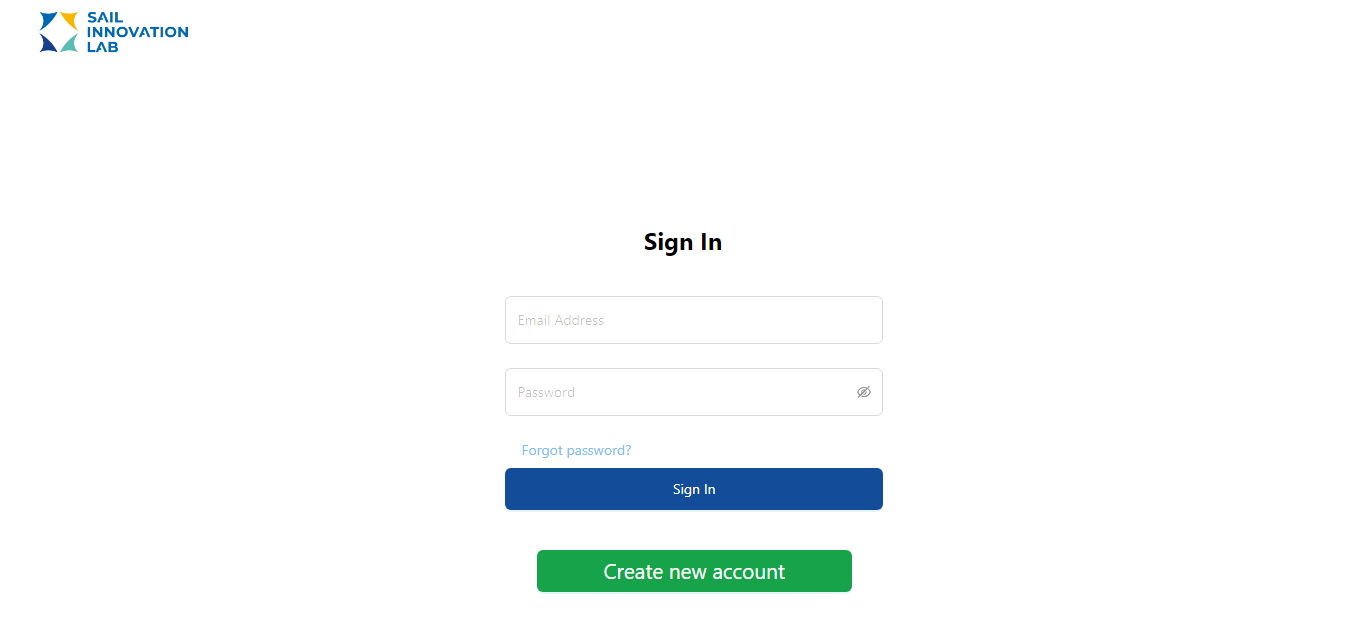 SAIL
INNOVATION
LAB
Sign In
Email Address
Password
Forgot password?
Sign In
Create new account